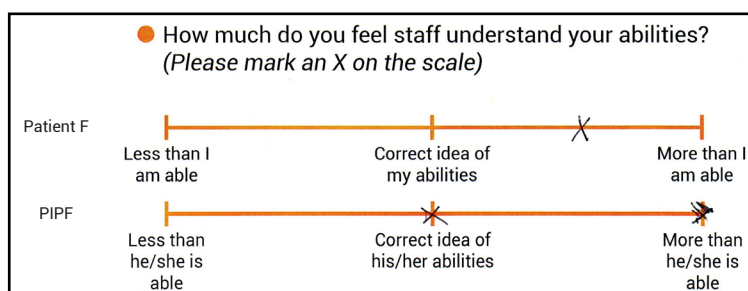 How much do you feel staff understand your abilities?
(Please mark an X on the scale)
Patient F
Less than I
am able
Correct idea of
my abilities
More than I
am able
PIPF
Less than
he/she is
able
Correct idea of
his/her abilities
More than
he/she is
able